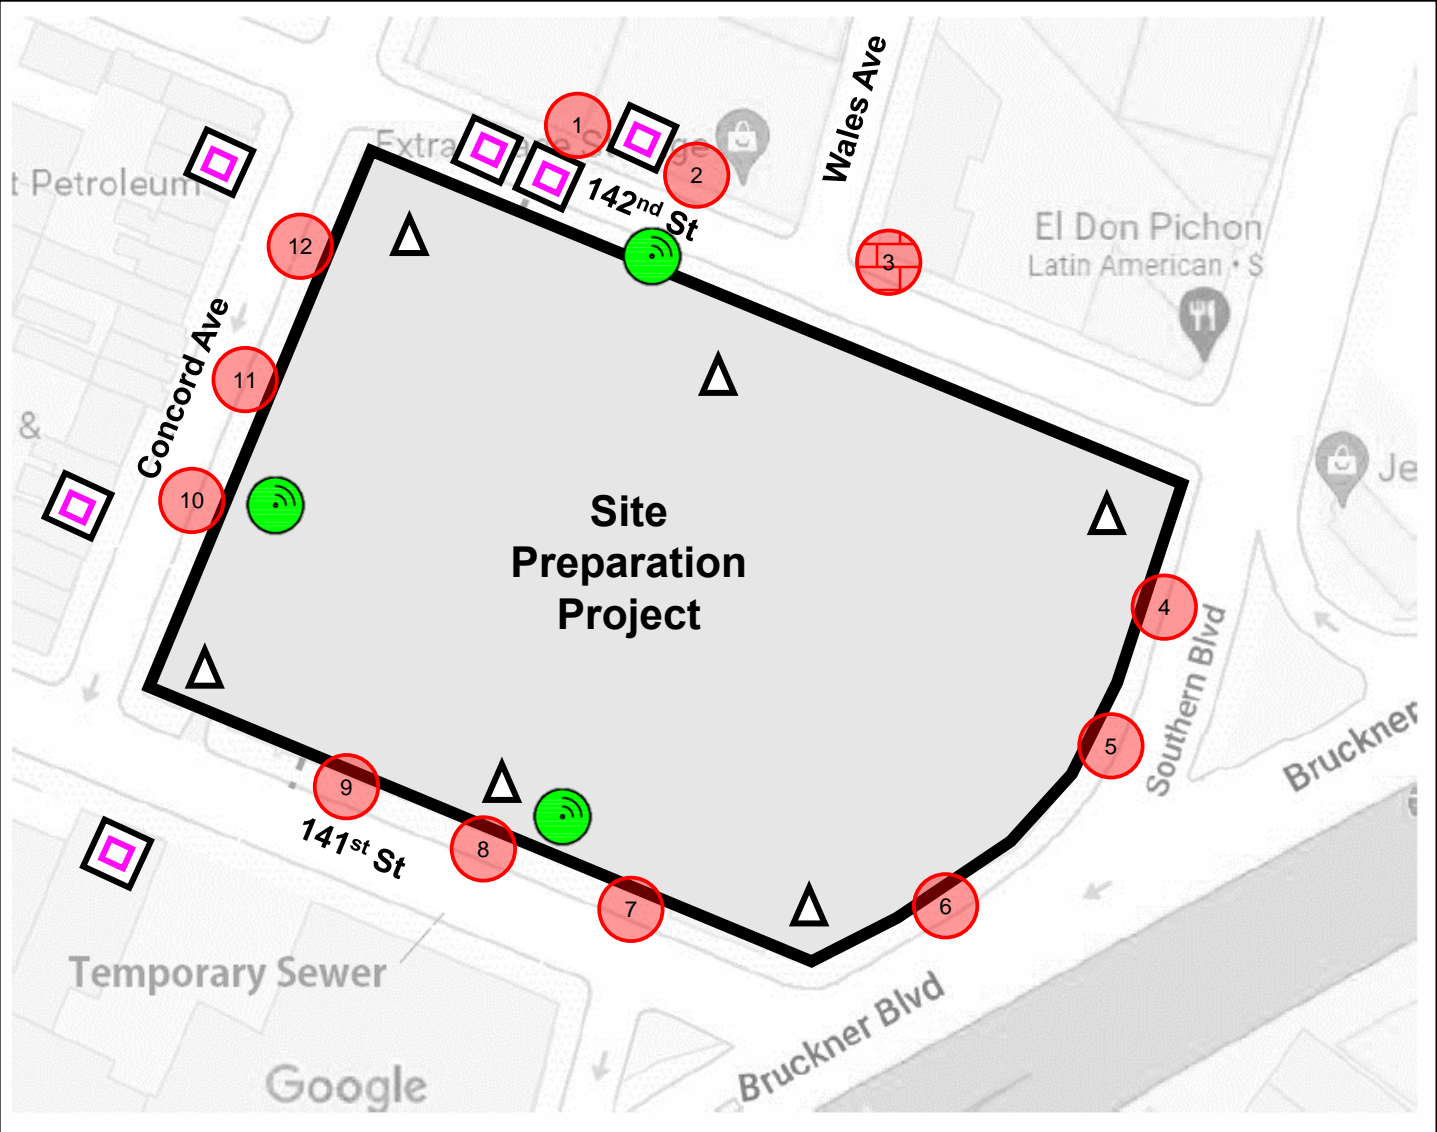 Wales Ave
1
Extra Space Storage
2
t Petroleum
142nd St
El Don Pichon
Latin American • $
12
3
Concord Ave
11
&
Je
10
Site
Preparation
Project
4
Southern Blvd
5
Bruckner
9
141st St
8
7
6
Temporary Sewer
Bruckner Blvd
Google